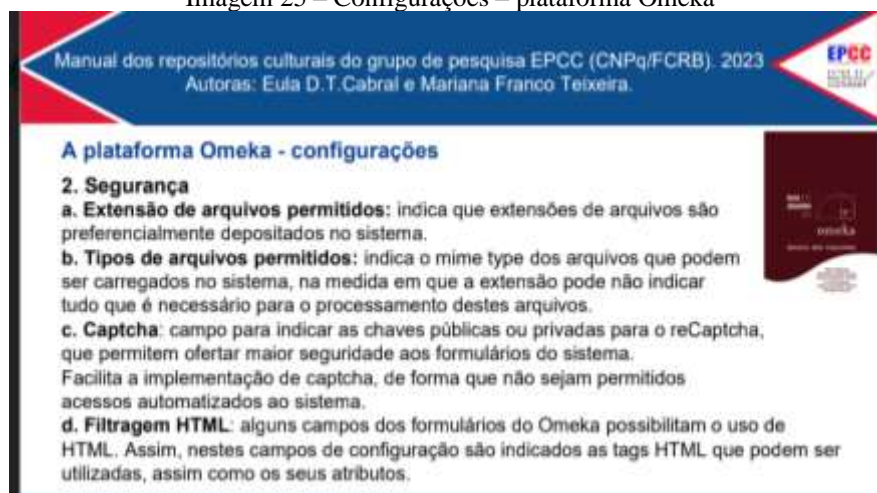 Imagem 25 – Configurações – plataforma Omeka
Manual dos repositórios culturais do grupo de pesquisa EPCC (CNPq/FCRB). 2023
Autoras: Eula D.T.Cabral e Mariana Franco Teixeira.
EPCC
A plataforma Omeka - configurações
2. Segurança
a. Extensão de arquivos permitidos: indica que extensões de arquivos são
preferencialmente depositados no sistema.
b. Tipos de arquivos permitidos: indica o mime type dos arquivos que podem
ser carregados no sistema, na medida em que a extensão pode não indicar
tudo que é necessário para o processamento destes arquivos.
c. Captcha: campo para indicar as chaves públicas ou privadas para o reCaptcha,
que permitem ofertar maior seguridade aos formulários do sistema.
Facilita a implementação de captcha, de forma que não sejam permitidos
acessos automatizados ao sistema.
d. Filtragem HTML: alguns campos dos formulários do Omeka possibilitam o uso de
HTML. Assim, nestes campos de configuração são indicados as tags HTML que podem ser
utilizadas, assim como os seus atributos.
omeka